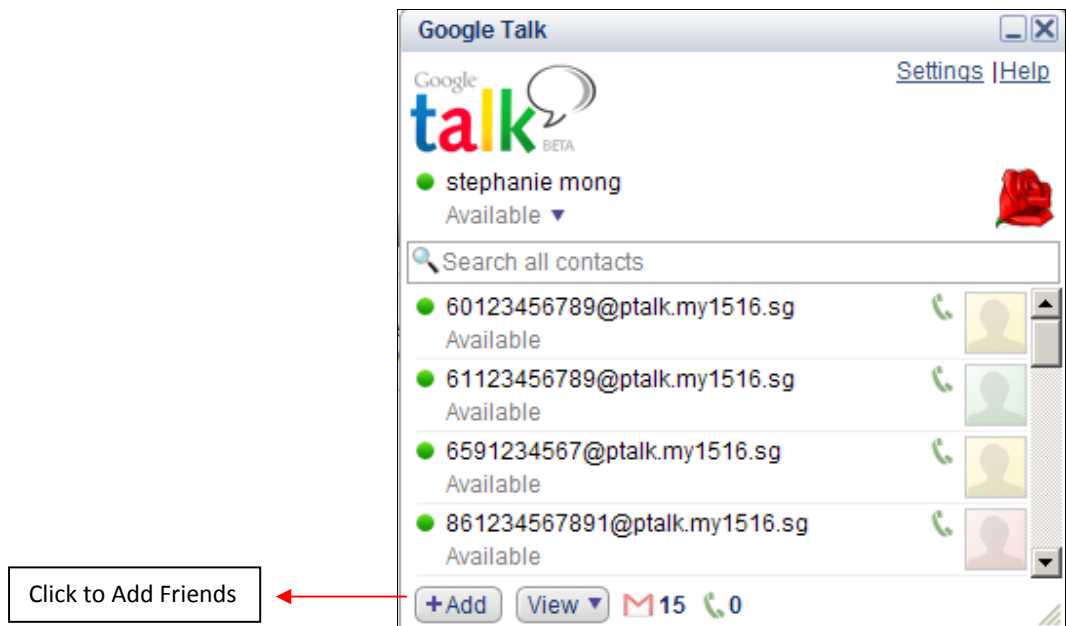 Google Talk
Settings |Help
Google
talk
BETA
stephanie mong
Available
Search all contacts
60123456789@ptalk.my1516.sg
Available
61123456789@ptalk.my1516.sg
Available
6591234567@ptalk.my1516.sg
Available
861234567891@ptalk.my1516.sg
Available
Click to Add Friends
+Add View 15 0